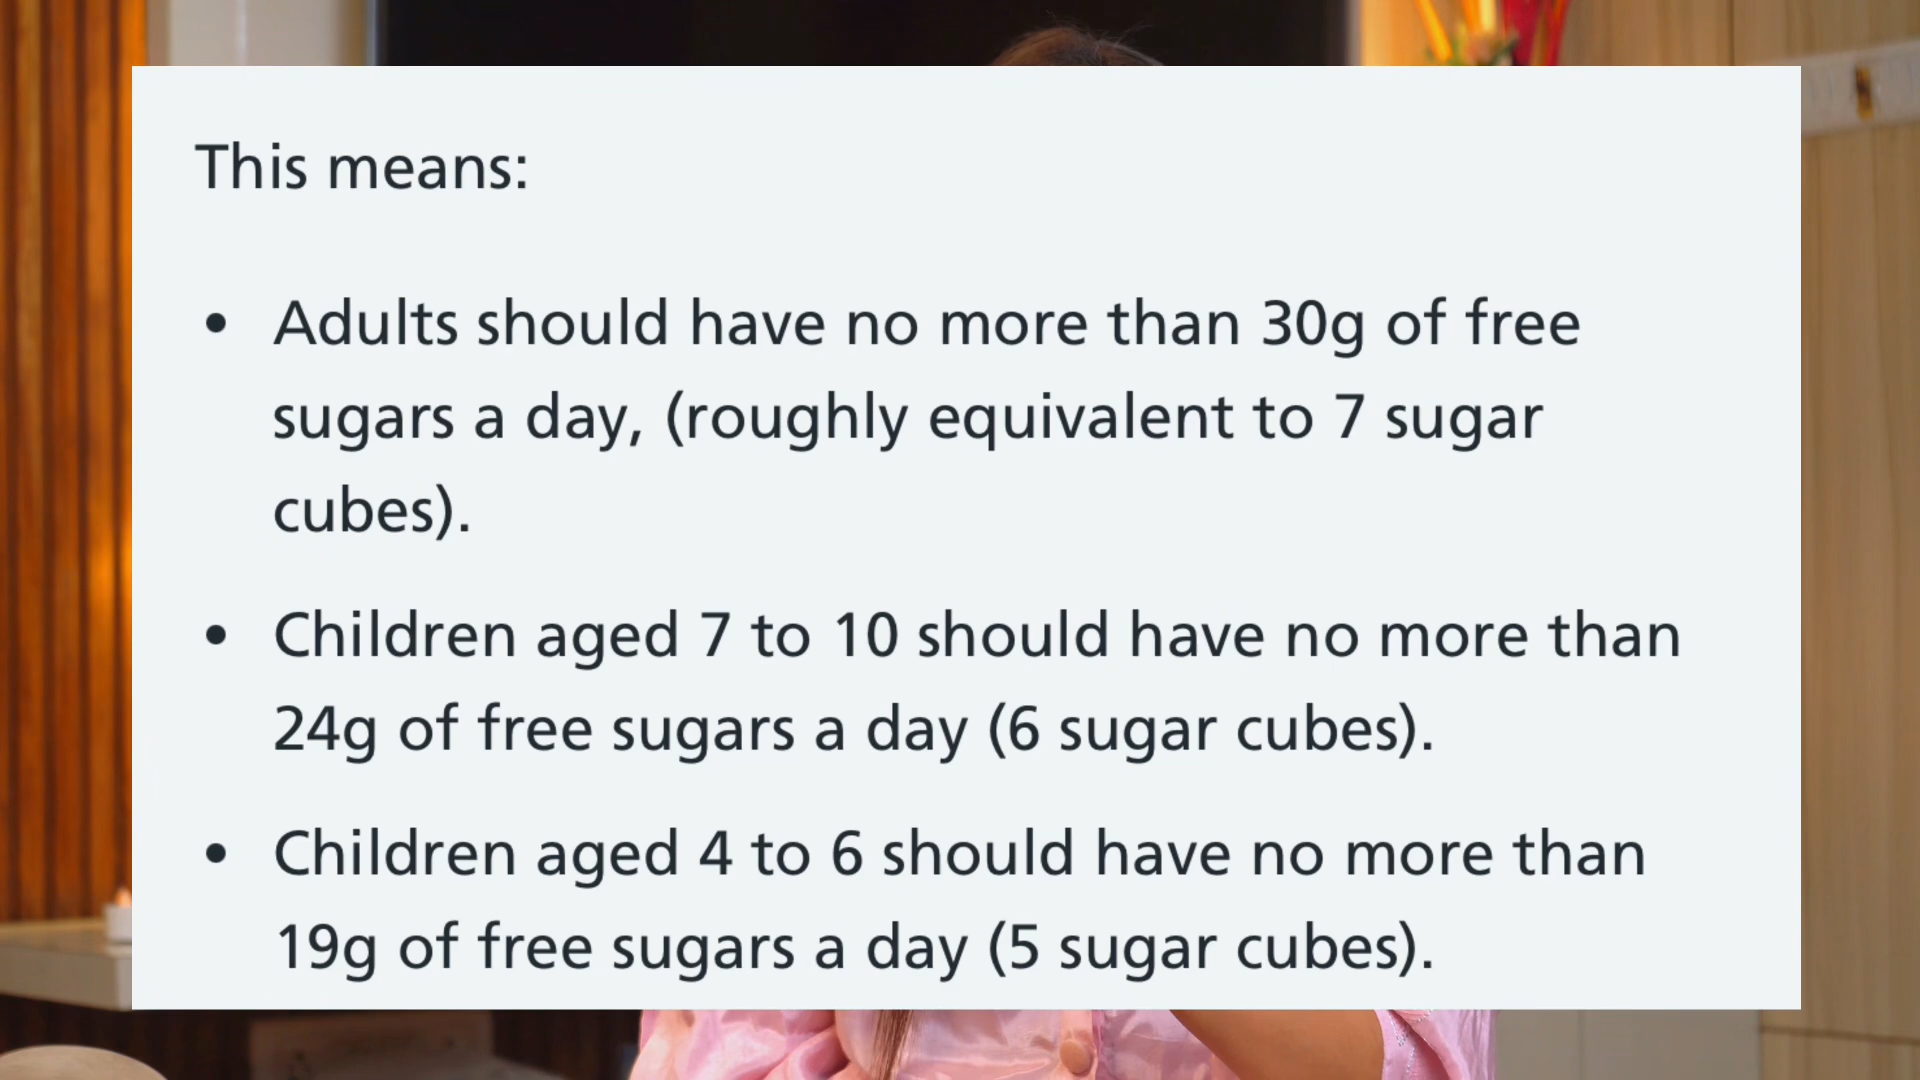 This means:
• Adults should have no more than 30g of free
sugars a day, (roughly equivalent to 7 sugar
cubes).
• Children aged 7 to 10 should have no more than
24g of free sugars a day (6 sugar cubes).
• Children aged 4 to 6 should have no more than
19g of free sugars a day (5 sugar cubes).